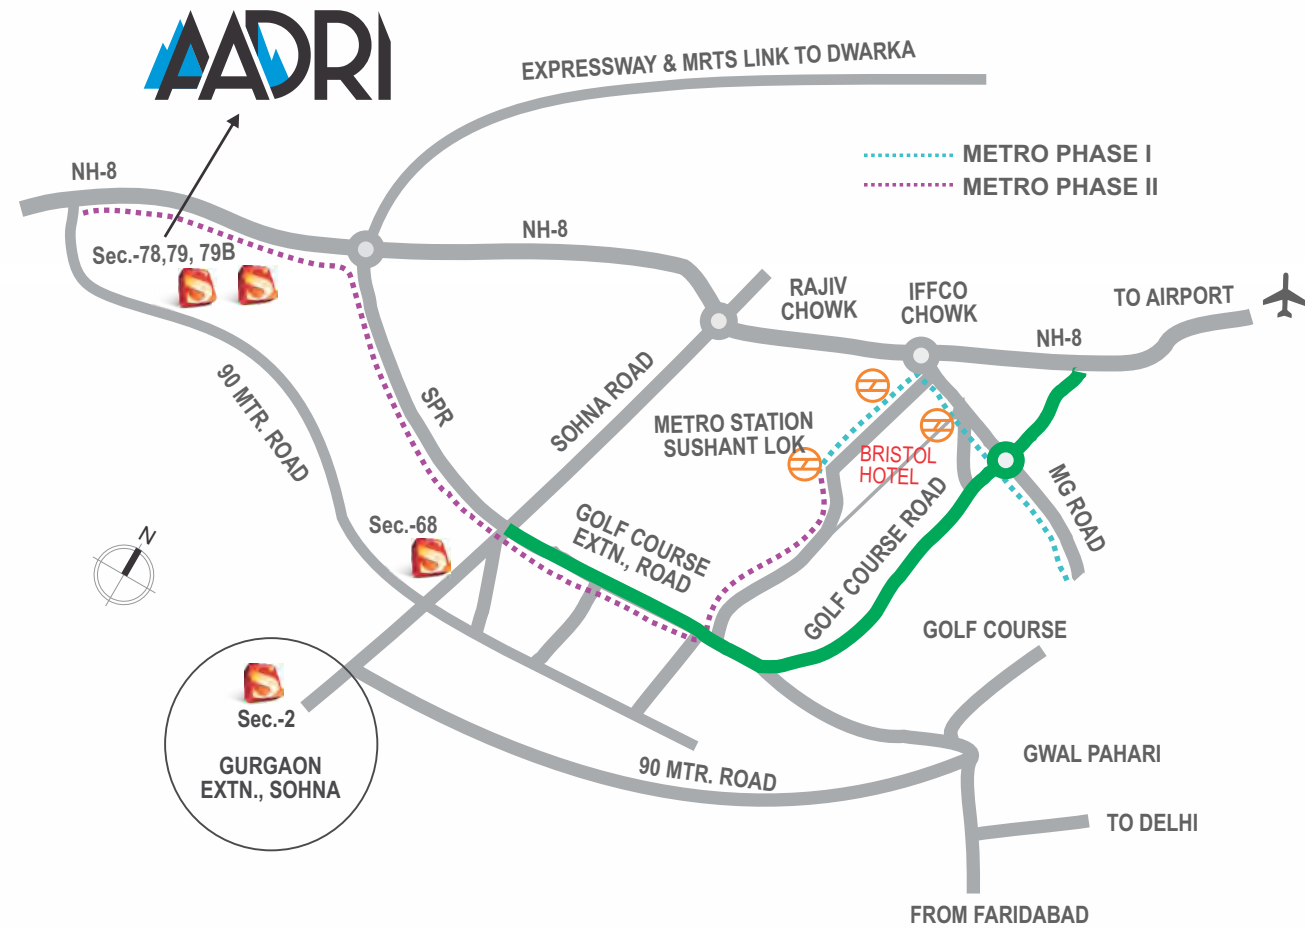 AADRI
EXPRESSWAY & MRTS LINK TO DWARKA
METRO PHASE I
METRO PHASE II
NH-8
NH-8
Sec.-78,79, 79B
S
S
RAJIV
CHOWK
IFFCO
CHOWK
TO AIRPORT
NH-8
90 MTR. ROAD
SPR
SOHNA ROAD
METRO STATION
SUSHANT LOK
BRISTOL
HOTEL
MG ROAD
GOLF COURSE ROAD
Sec.-68
S
GOLF COURSE
EXTN., ROAD
N
GOLF COURSE
S
Sec.-2
GURGAON
EXTN., SOHNA
90 MTR. ROAD
GWAL PAHARI
TO DELHI
FROM FARIDABAD